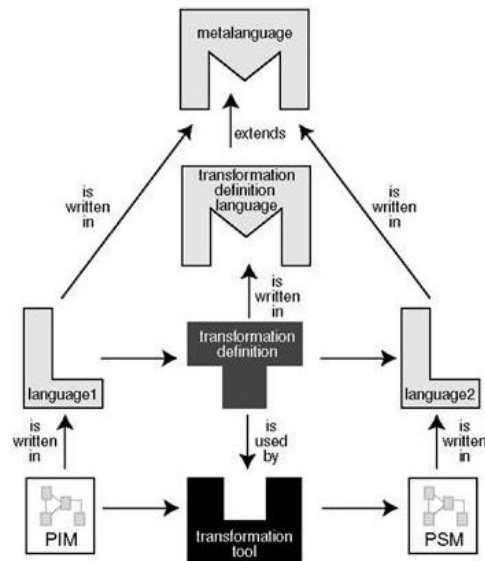 metalanguage
extends
transformation
definition
language
is
written
in
is
written
in
is
written
in
transformation
definition
language1
language2
is
written
in
is
used
by
is
written
in
PIM
transformation
tool
PSM